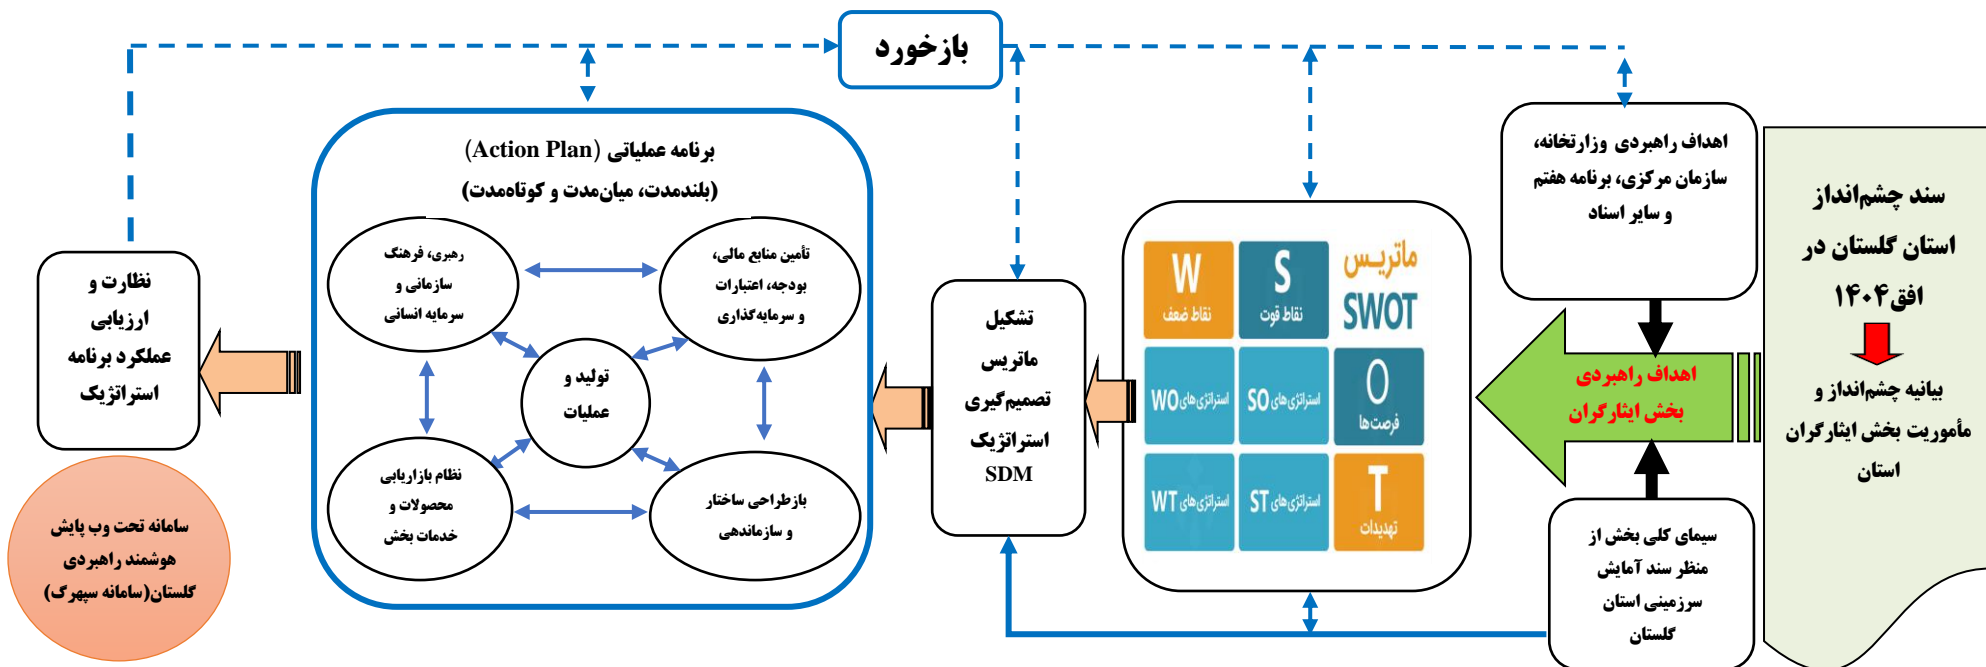 بازخورد
سند چشم‌انداز
استان گلستان در
افق۱۴۰۴
بیانیه چشم‌انداز و
مأموریت بخش ایثارگران
استان
اهداف راهبردی وزارتخانه،
سازمان مرکزی، برنامه هفتم
و سایر اسناد
اهداف راهبردی
بخش ایثارگران
سیمای کلی بخش از
منظر سند آمایش
سرزمینی استان
گلستان
ماتریس
SWOT
S
نقاط قوت
W
نقاط ضعف
O
فرصت‌ها
استراتژی‌های SO
استراتژی‌های WO
T
تهدیدات
استراتژی‌های ST
استراتژی‌های WT
تشکیل
ماتریس
تصمیم‌گیری
استراتژیک
SDM
برنامه عملیاتی (Action Plan)
(بلندمدت، میان‌مدت و کوتاه‌مدت)
تأمین منابع مالی،
بودجه، اعتبارات
و سرمایه‌گذاری
رهبری، فرهنگ
سازمانی و
سرمایه انسانی
تولید و
عملیات
بازطراحی ساختار
و سازماندهی
نظام بازاریابی
محصولات و
خدمات بخش
نظارت و
ارزیابی
عملکرد برنامه
استراتژیک
سامانه تحت وب پایش
هوشمند راهبردی
گلستان(سامانه سپهرگ)